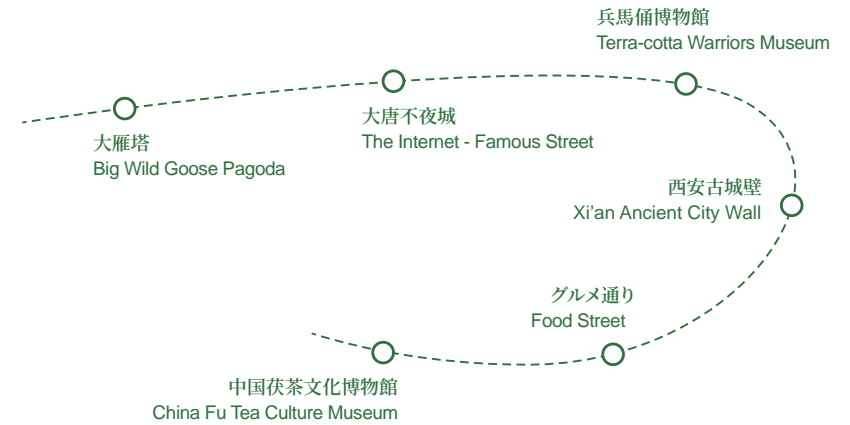 大雁塔
Big Wild Goose Pagoda
大唐不夜城
The Internet - Famous Street
兵馬俑博物館
Terra-cotta Warriors Museum
西安古城壁
Xi’an Ancient City Wall
グルメ通り
Food Street
中国茯茶文化博物館
China Fu Tea Culture Museum